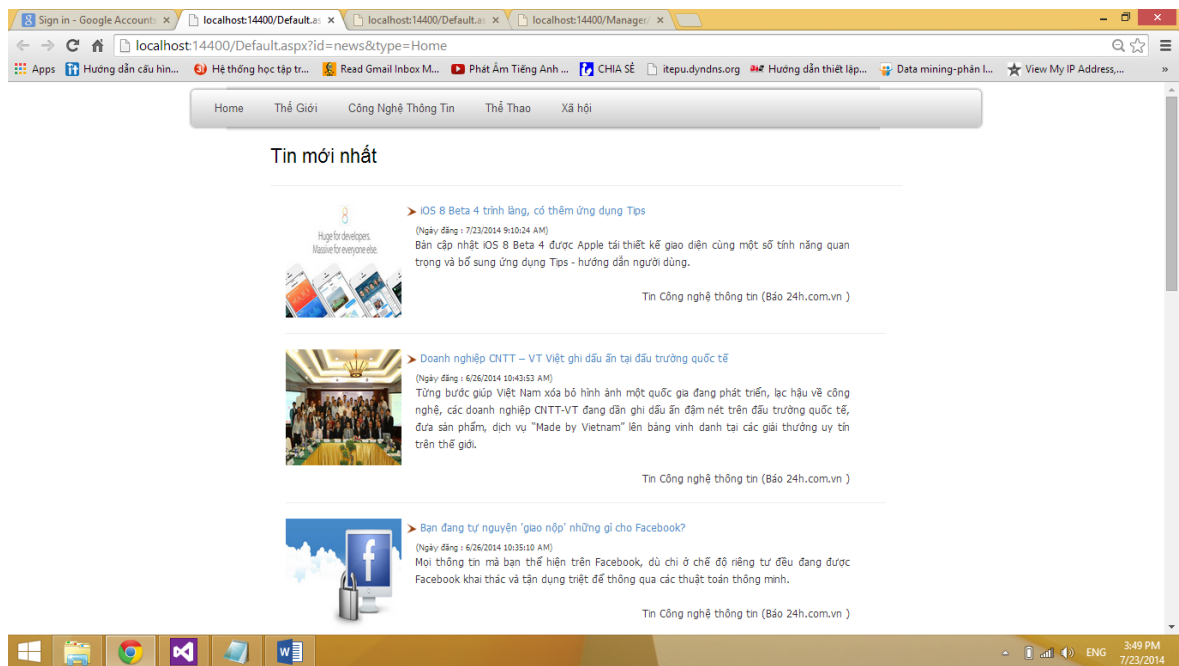 Sign in - Google Accounts
localhost:14400/Default.as
localhost:14400/Default.as
localhost:14400/Manager/
localhost:14400/Default.aspx?id=news&type=Home
Apps Hướng dẫn cấu hìn... Hệ thống học tập tr... Read Gmail Inbox M... Phát Âm Tiếng Anh ... CHIA SẺ itepu.dyndns.org Hướng dẫn thiết lập... Data mining-phân l... View My IP Address,... »
Home Thế Giới Công Nghệ Thông Tin Thể Thao Xã hội
Tin mới nhất
8
Huge for developers.
Massive for everyone else.
iOS 8 Beta 4 trình làng, có thêm ứng dụng Tips
(Ngày đăng : 7/23/2014 9:10:24 AM)
Bản cập nhật iOS 8 Beta 4 được Apple tái thiết kế giao diện cùng một số tính năng quan
trọng và bổ sung ứng dụng Tips - hướng dẫn người dùng.
Tin Công nghệ thông tin (Báo 24h.com.vn )
Doanh nghiệp CNTT – VT Việt ghi dấu ấn tại đấu trường quốc tế
(Ngày đăng : 6/26/2014 10:43:53 AM)
Từng bước giúp Việt Nam xóa bỏ hình ảnh một quốc gia đang phát triển, lạc hậu về công
nghệ, các doanh nghiệp CNTT-VT đang dần ghi dấu ấn đậm nét trên đấu trường quốc tế,
đưa sản phẩm, dịch vụ "Made by Vietnam" lên bảng vinh danh tại các giải thưởng uy tín
trên thế giới.
Tin Công nghệ thông tin (Báo 24h.com.vn )
Bạn đang tự nguyện 'giao nộp' những gì cho Facebook?
(Ngày đăng : 6/26/2014 10:35:10 AM)
Mọi thông tin mà bạn thể hiện trên Facebook, dù chỉ ở chế độ riêng tư đều đang được
Facebook khai thác và tận dụng triệt để thông qua các thuật toán thông minh.
Tin Công nghệ thông tin (Báo 24h.com.vn )
ENG
3:49 PM
7/23/2014